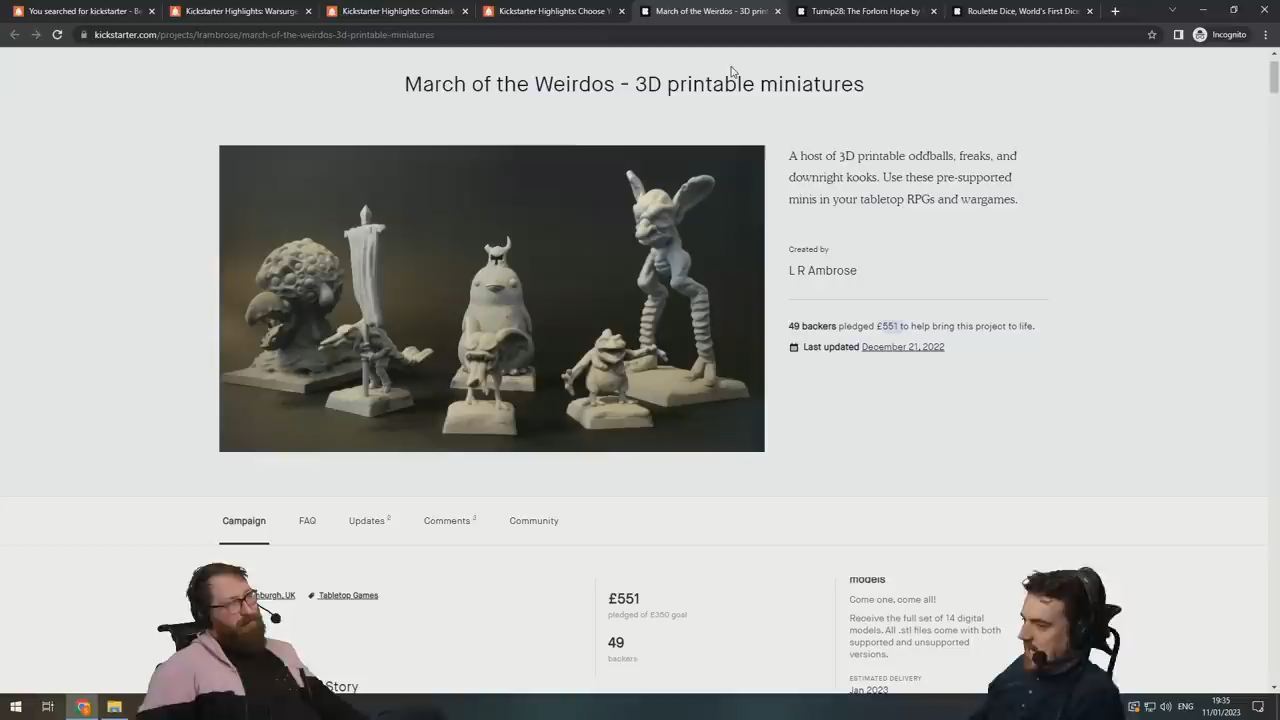 You searched for backerkit - Be
Kickstarter Highlights: Warsurge
Kickstarter Highlights: Grimdark
Kickstarter Highlights: Choose Y
March of the Weirdos - 3D print
Turnip28: The Forlorn Hope by
Roulette Dice, World's First Dice
kickstarter.com/projects/lrambrose/march-of-the-weirdos-3d-printable-miniatures
Incognito
March of the Weirdos - 3D printable miniatures
A host of 3D printable oddballs, freaks, and
downright kooks. Use these pre-supported
minis in your tabletop RPGs and wargames.
Created by
L R Ambrose
49 backers pledged £551 to help bring this project to life.
Last updated December 21, 2022
Campaign
FAQ
Updates 2
Comments 3
Community
nburgh, UK
Tabletop Games
£551
pledged of £350 goal
49
backers
Story
models
Come one, come all!
Receive the full set of 14 digital
models. All .stl files come with both
supported and unsupported
versions.
ESTIMATED DELIVERY
Jan 2023
ENG
19:35
11/01/2023